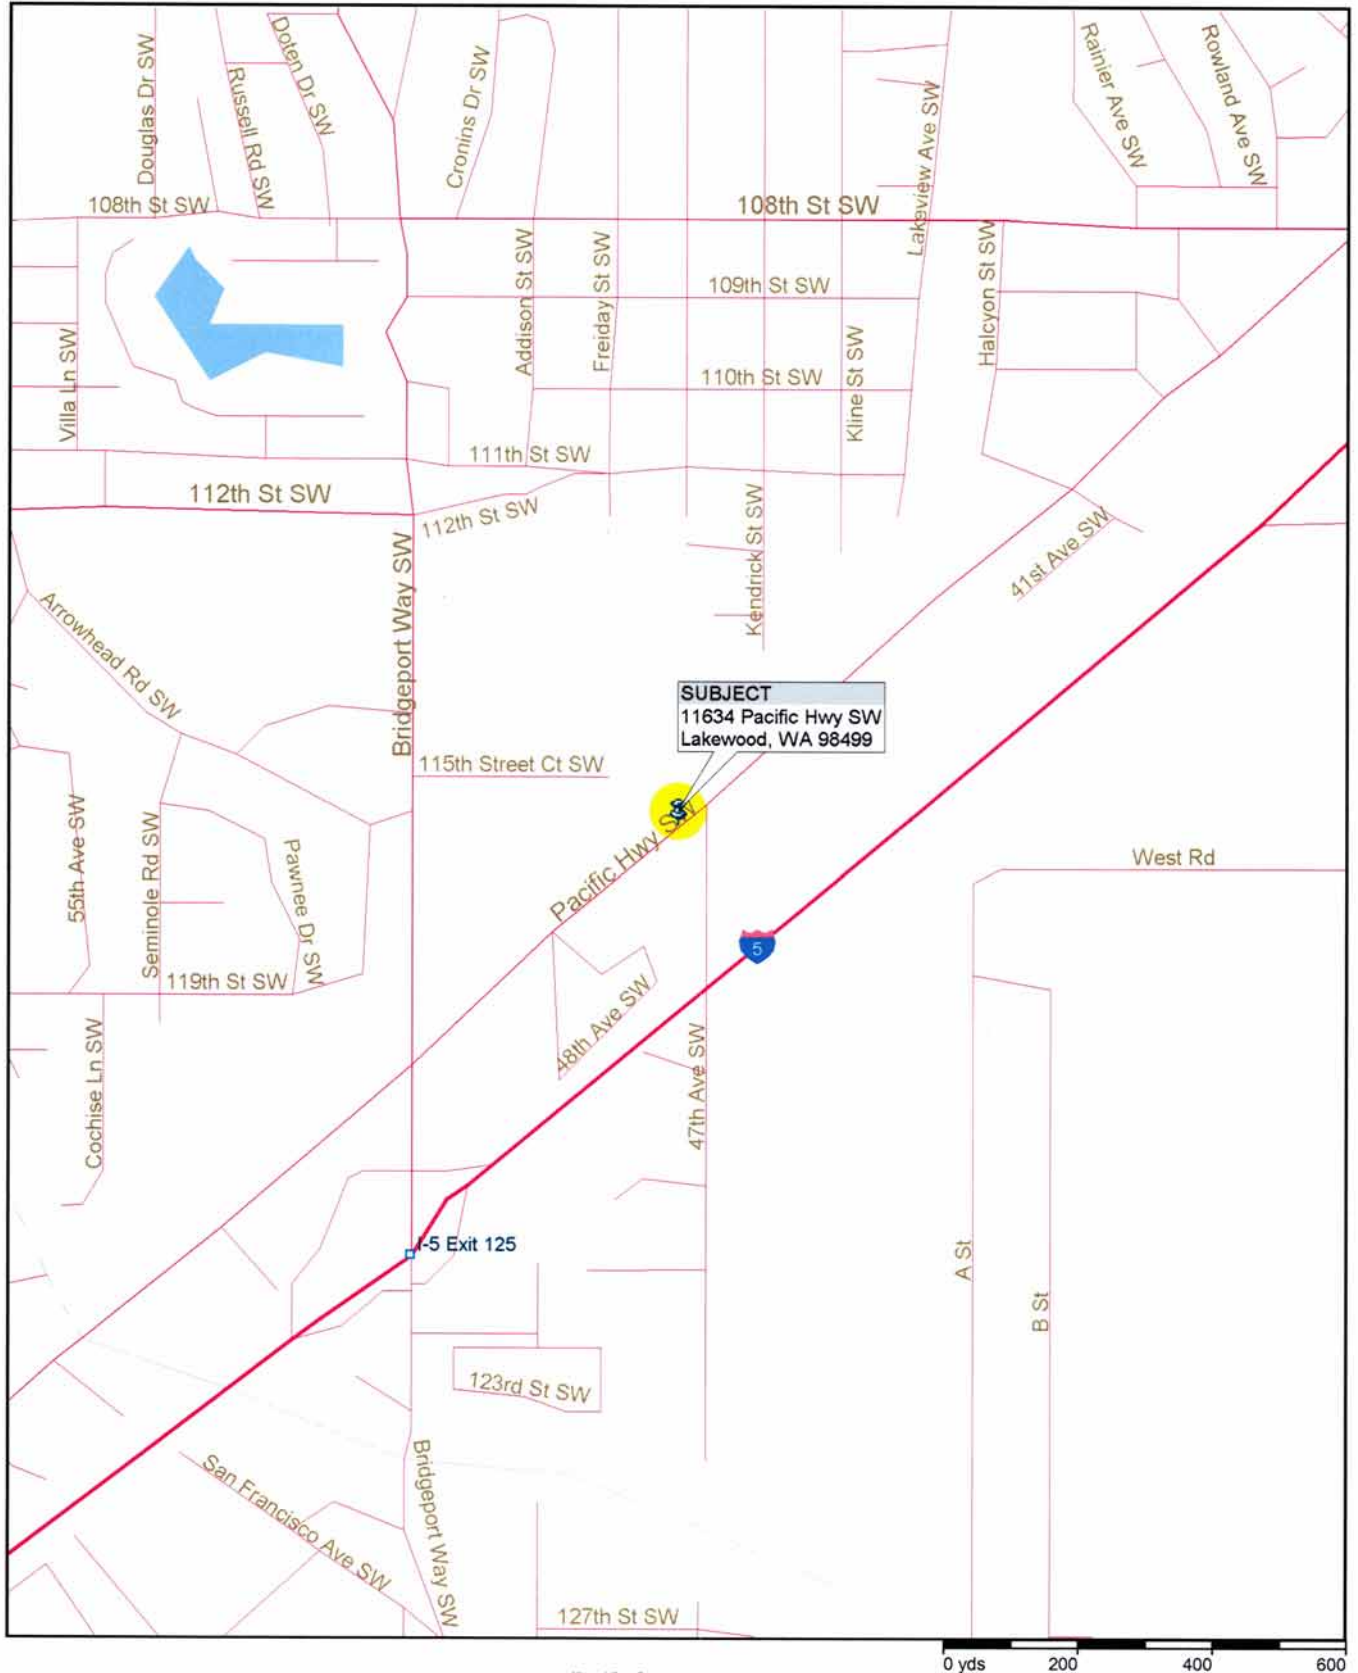 Douglas Dr SW
Russell Rd SW
Doten Dr SW
Cronins Dr SW
Lakeview Ave SW
Rainier Ave SW
Rowland Ave SW
108th St SW
108th St SW
Addison St SW
Freiday St SW
109th St SW
Halcyon St SW
Villa Ln SW
110th St SW
Kline St SW
111th St SW
112th St SW
112th St SW
Kendrick St SW
41st Ave SW
Bridgeport Way SW
Arrowhead Rd SW
SUBJECT
11634 Pacific Hwy SW
Lakewood, WA 98499
115th Street Ct SW
Pacific Hwy SW
55th Ave SW
Seminole Rd SW
Pawnee Dr SW
West Rd
5
119th St SW
48th Ave SW
47th Ave SW
Cochise Ln SW
I-5 Exit 125
A St
B St
123rd St SW
San Francisco Ave SW
Bridgeport Way SW
127th St SW
0 yds 200 400 600